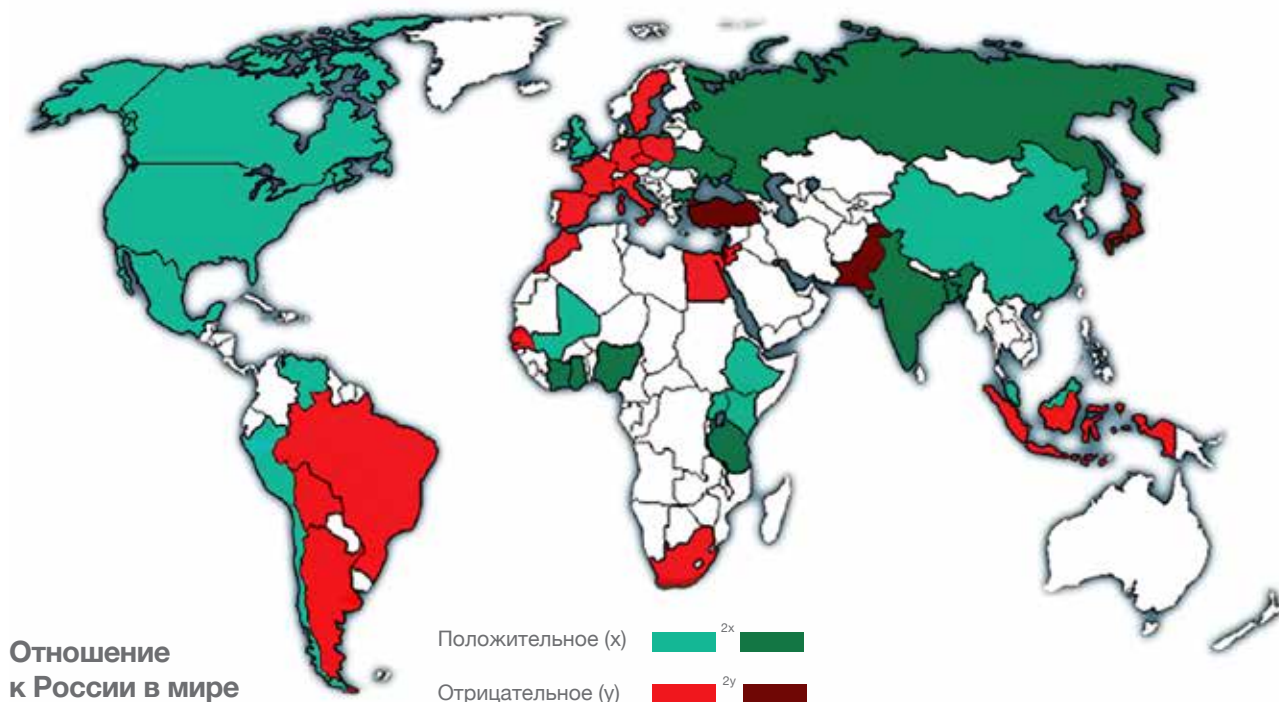 Отношение
к России в мире
Положительное (x) 2x
Отрицательное (y) 2y